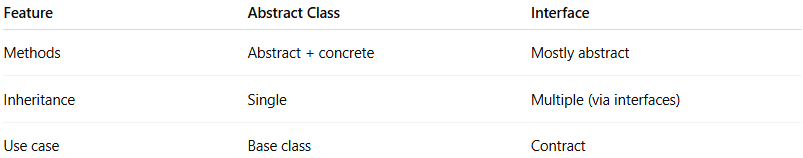 Feature Abstract Class Interface
Methods Abstract + concrete Mostly abstract
Inheritance Single Multiple (via interfaces)
Use case Base class Contract